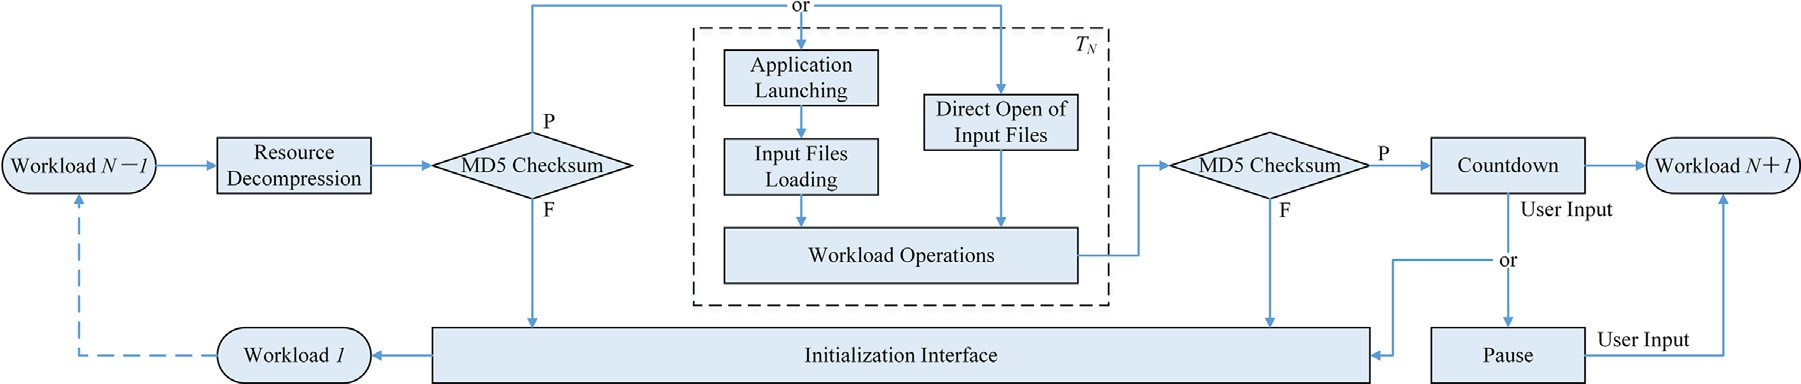 or
T_N
Application
Launching
Direct Open of
Input Files
P
Workload N−1
Resource
Decompression
MD5 Checksum
Input Files
Loading
MD5 Checksum
P
Countdown
Workload N+1
F
F
User Input
Workload Operations
or
Workload 1
Initialization Interface
Pause
User Input